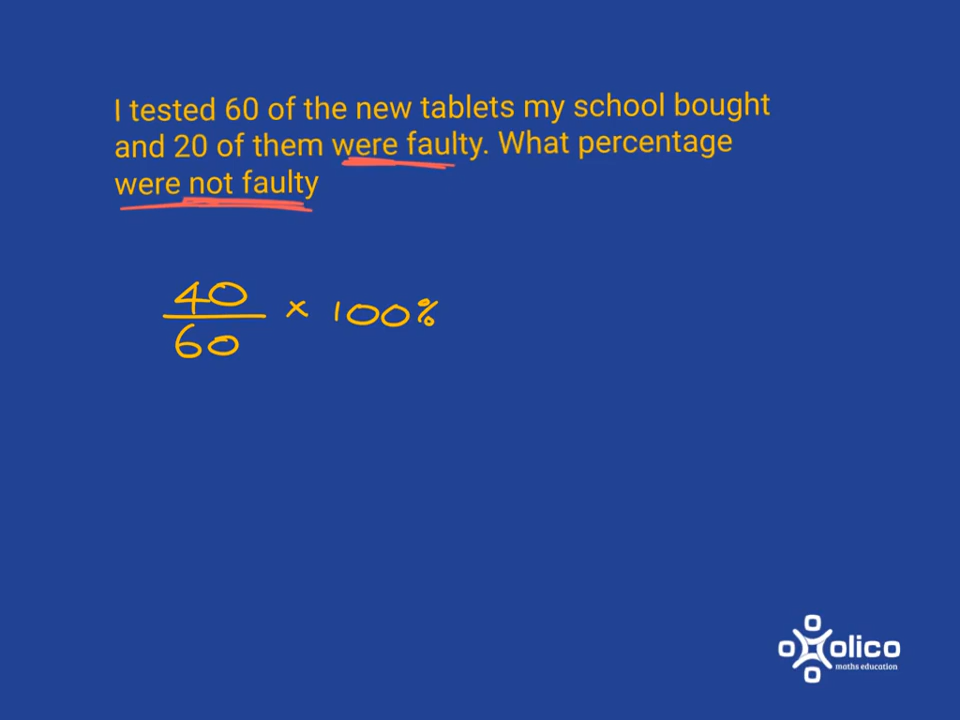 I tested 60 of the new tablets my school bought
and 20 of them were faulty. What percentage
were not faulty
40
60
× 100%
olico
maths education